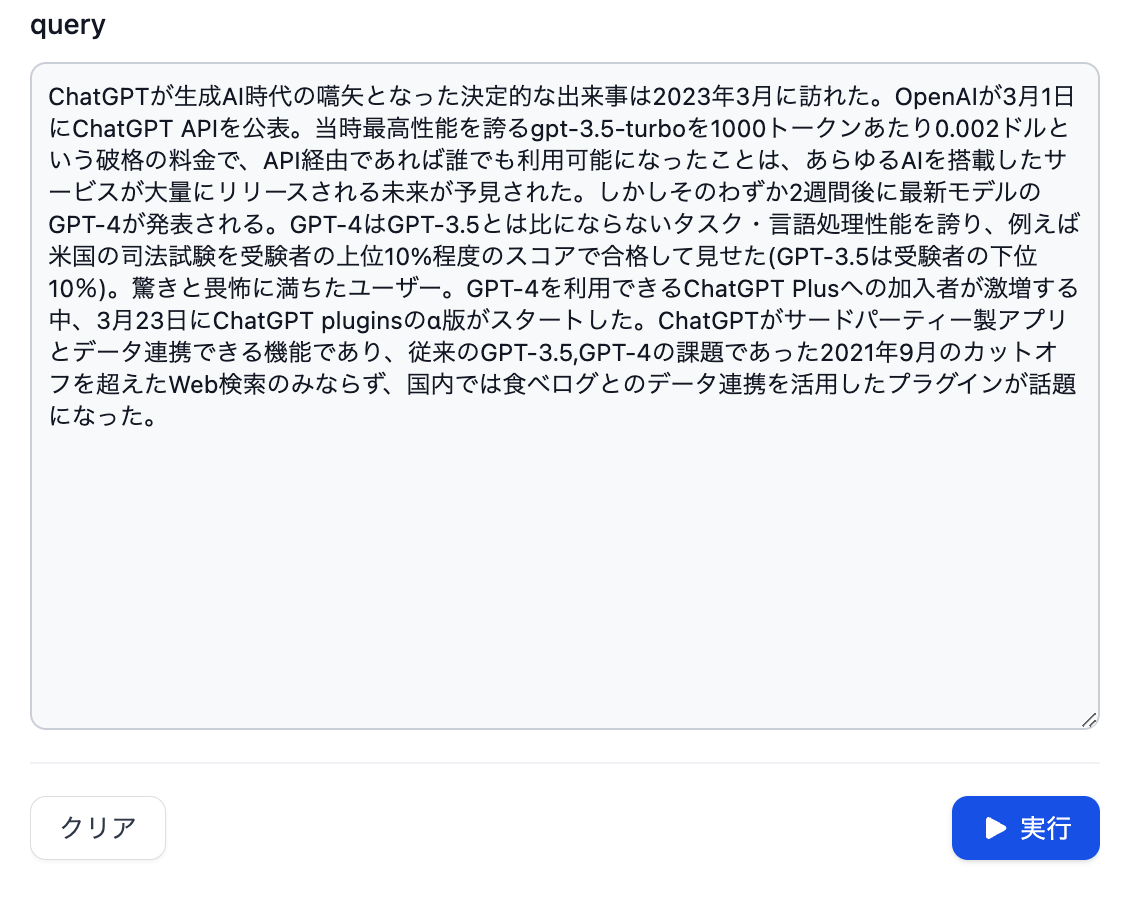 query
ChatGPTが生成AI時代の嚆矢となった決定的な出来事は2023年3月に訪れた。OpenAIが3月1日
にChatGPT APIを公表。当時最高性能を誇るgpt-3.5-turboを1000トークンあたり0.002ドルと
いう破格の料金で、API経由であれば誰でも利用可能になったことは、あらゆるAIを搭載したサ
ービスが大量にリリースされる未来が予見された。しかしそのわずか2週間後に最新モデルの
GPT-4が発表される。GPT-4はGPT-3.5とは比にならないタスク・言語処理性能を誇り、例えば
米国の司法試験を受験者の上位10%程度のスコアで合格して見せた(GPT-3.5は受験者の下位
10%)。驚きと畏怖に満ちたユーザー。GPT-4を利用できるChatGPT Plusへの加入者が激増する
中、3月23日にChatGPT pluginsのα版がスタートした。ChatGPTがサードパーティー製アプリ
とデータ連携できる機能であり、従来のGPT-3.5,GPT-4の課題であった2021年9月のカットオ
フを超えたWeb検索のみならず、国内では食べログとのデータ連携を活用したプラグインが話題
になった。
クリア
実行